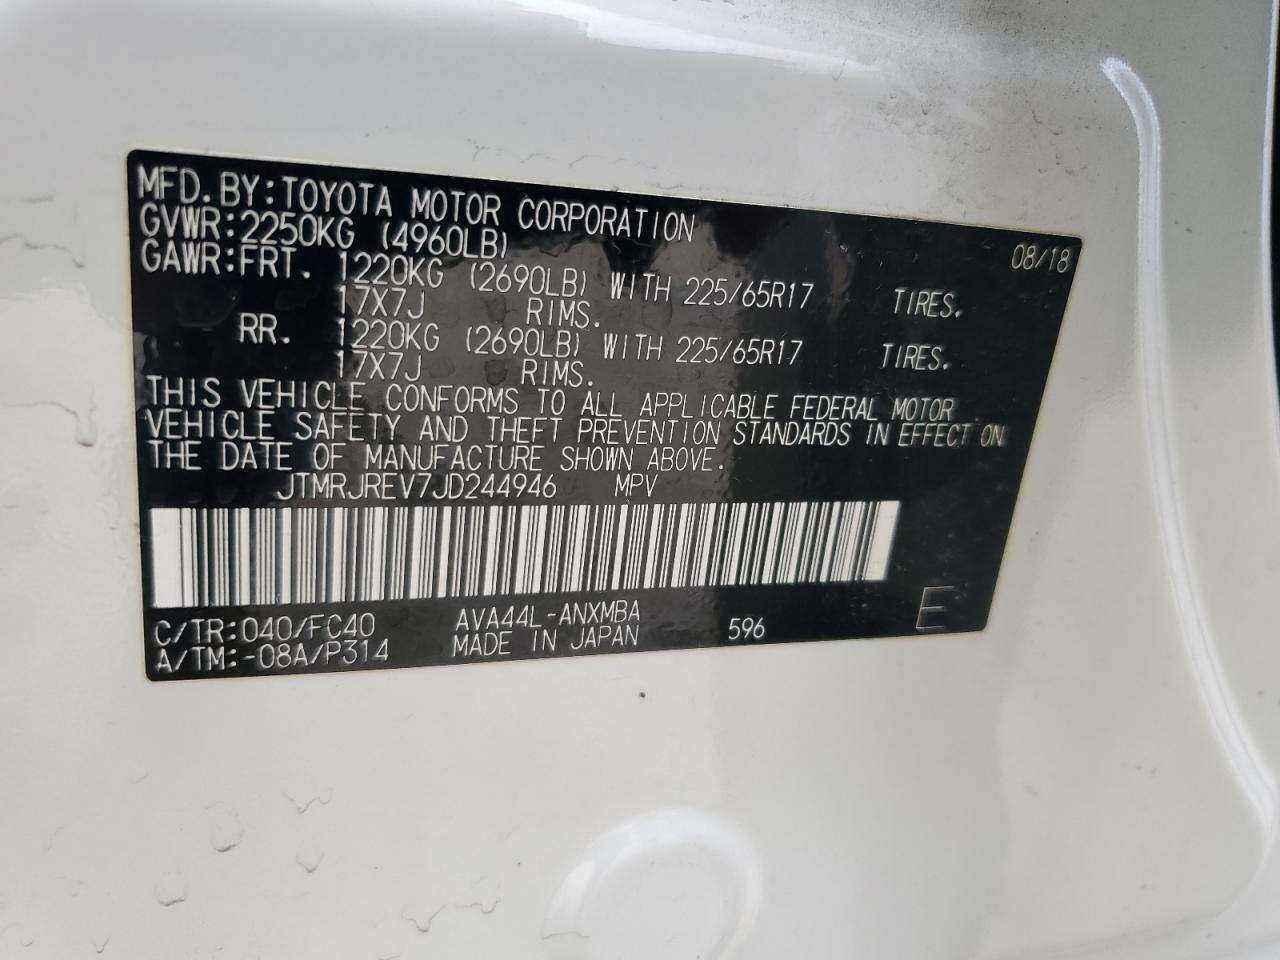 MFD. BY: TOYOTA MOTOR CORPORATION 08/18
GVWR: 2250KG (4960LB)
GAWR: FRT. 1220KG (2690LB) WITH 225/65R17 TIRES.
17X7J RIMS.
RR. 1220KG (2690LB) WITH 225/65R17 TIRES.
17X7J RIMS.
THIS VEHICLE CONFORMS TO ALL APPLICABLE FEDERAL MOTOR
VEHICLE SAFETY AND THEFT PREVENTION STANDARDS IN EFFECT ON
THE DATE OF MANUFACTURE SHOWN ABOVE.
JTMRJREV7JD244946 MPV
C/TR: 040/FC40 AVA44L-ANXMBA 596 E
A/TM: -08A/P314 MADE IN JAPAN